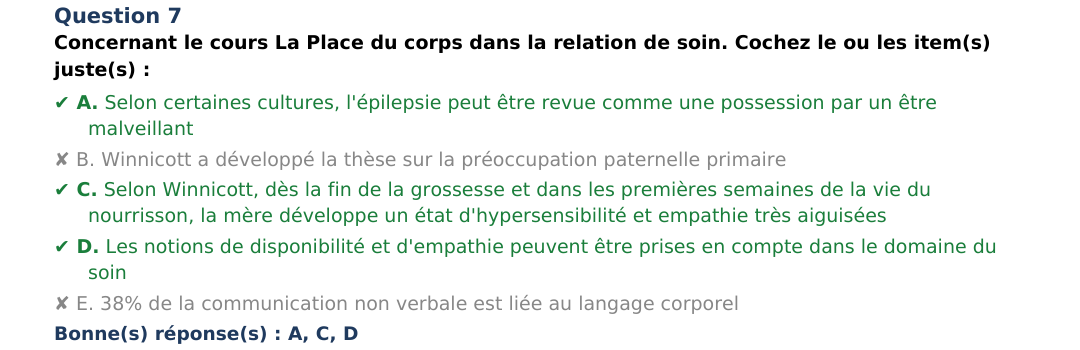 Question 7
Concernant le cours La Place du corps dans la relation de soin. Cochez le ou les item(s)
juste(s) :
✔ A. Selon certaines cultures, l'épilepsie peut être revue comme une possession par un être
malveillant
✘ B. Winnicott a développé la thèse sur la préoccupation paternelle primaire
✔ C. Selon Winnicott, dès la fin de la grossesse et dans les premières semaines de la vie du
nourrisson, la mère développe un état d'hypersensibilité et empathie très aiguisées
✔ D. Les notions de disponibilité et d'empathie peuvent être prises en compte dans le domaine du
soin
✘ E. 38% de la communication non verbale est liée au langage corporel
Bonne(s) réponse(s) : A, C, D